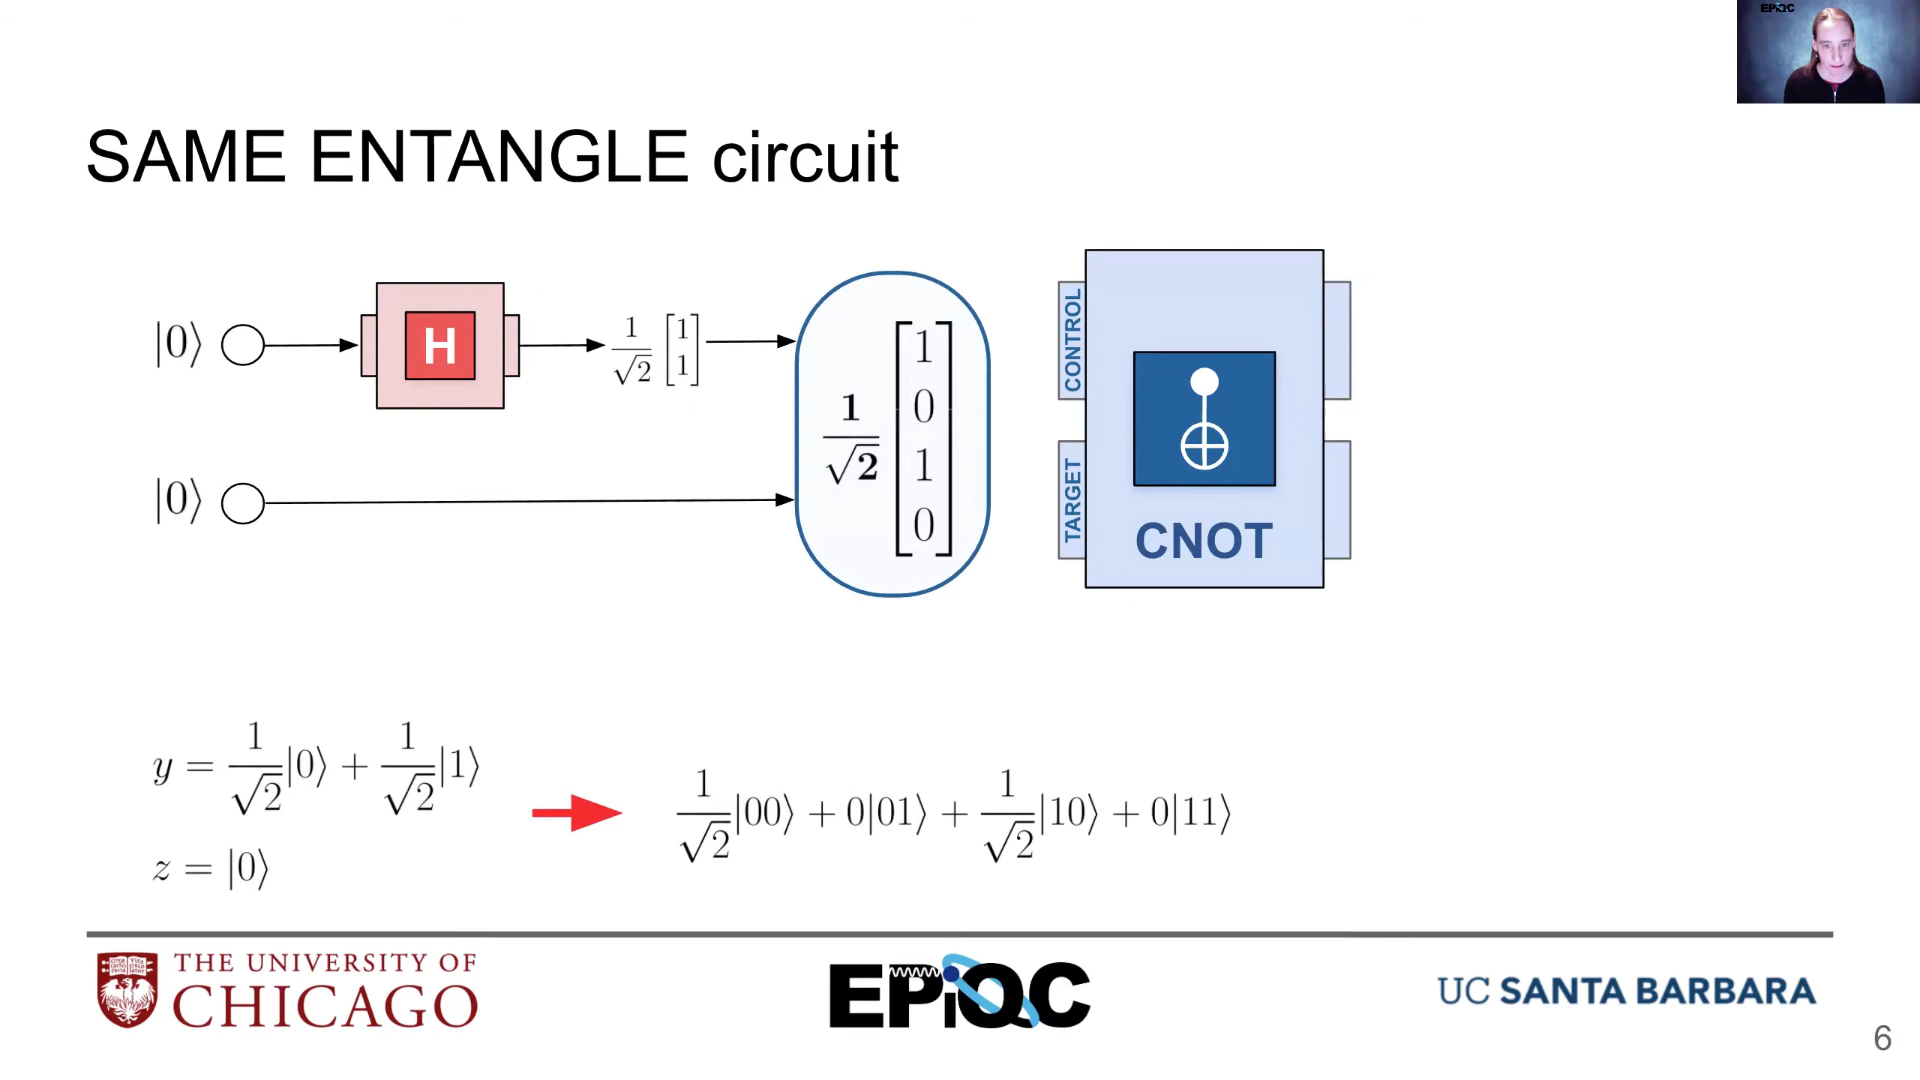 EPiQC
SAME ENTANGLE circuit
|0⟩
H
1/√2 [1 1]
|0⟩
1/√2 [1 0 1 0]
CONTROL
TARGET
CNOT
y = 1/√2|0⟩ + 1/√2|1⟩
z = |0⟩
1/√2|00⟩ + 0|01⟩ + 1/√2|10⟩ + 0|11⟩
THE UNIVERSITY OF
CHICAGO
EPiQC
UC SANTA BARBARA
6